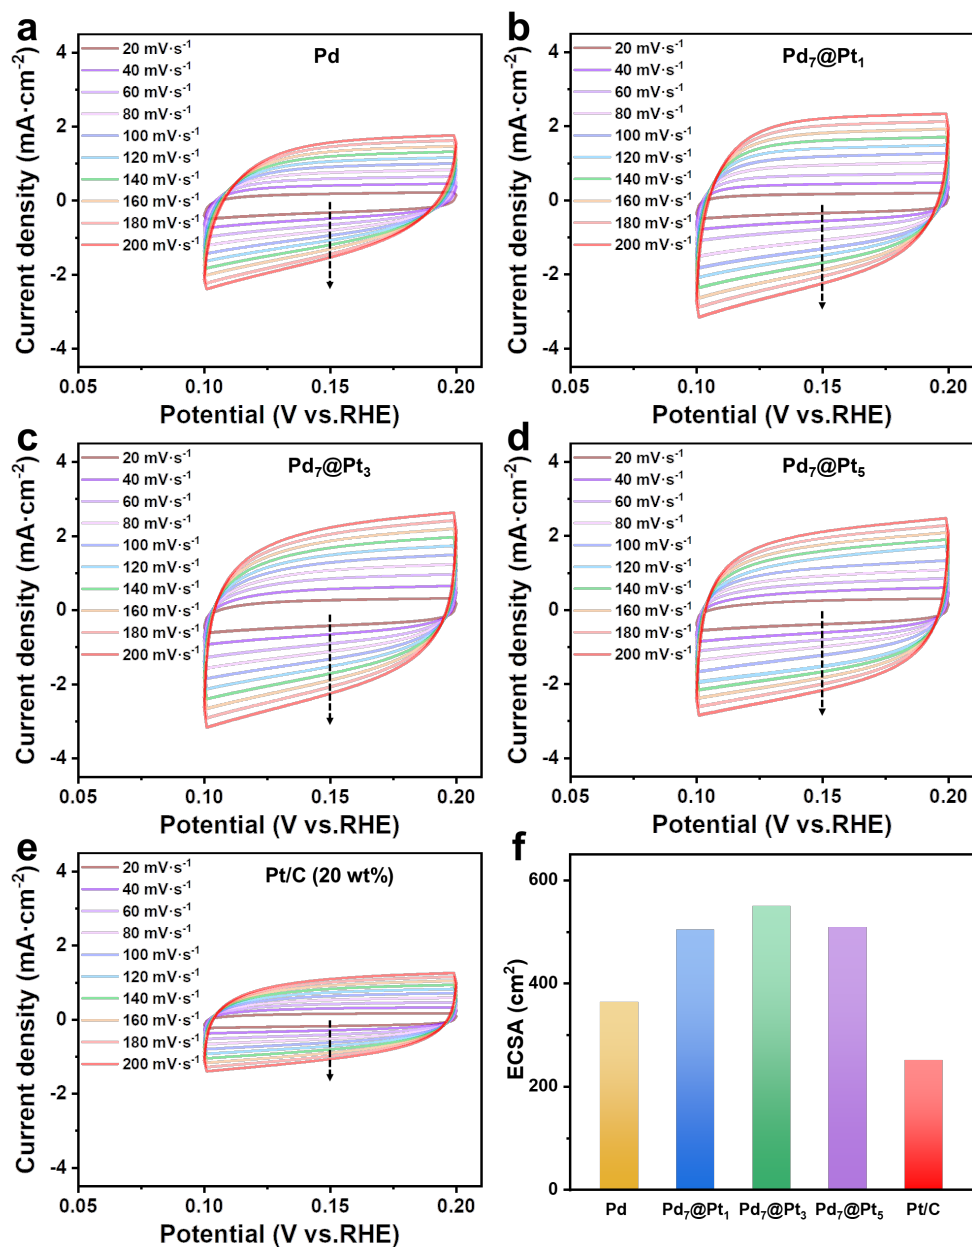 a
Pd
20 mV·s⁻¹
40 mV·s⁻¹
60 mV·s⁻¹
80 mV·s⁻¹
100 mV·s⁻¹
120 mV·s⁻¹
140 mV·s⁻¹
160 mV·s⁻¹
180 mV·s⁻¹
200 mV·s⁻¹
Current density (mA·cm⁻²)
4
2
0
-2
-4
0.05 0.10 0.15 0.20
Potential (V vs.RHE)
b
Pd₇@Pt₁
20 mV·s⁻¹
40 mV·s⁻¹
60 mV·s⁻¹
80 mV·s⁻¹
100 mV·s⁻¹
120 mV·s⁻¹
140 mV·s⁻¹
160 mV·s⁻¹
180 mV·s⁻¹
200 mV·s⁻¹
Current density (mA·cm⁻²)
4
2
0
-2
-4
0.05 0.10 0.15 0.20
Potential (V vs.RHE)
c
Pd₇@Pt₃
20 mV·s⁻¹
40 mV·s⁻¹
60 mV·s⁻¹
80 mV·s⁻¹
100 mV·s⁻¹
120 mV·s⁻¹
140 mV·s⁻¹
160 mV·s⁻¹
180 mV·s⁻¹
200 mV·s⁻¹
Current density (mA·cm⁻²)
4
2
0
-2
-4
0.05 0.10 0.15 0.20
Potential (V vs.RHE)
d
Pd₇@Pt₅
20 mV·s⁻¹
40 mV·s⁻¹
60 mV·s⁻¹
80 mV·s⁻¹
100 mV·s⁻¹
120 mV·s⁻¹
140 mV·s⁻¹
160 mV·s⁻¹
180 mV·s⁻¹
200 mV·s⁻¹
Current density (mA·cm⁻²)
4
2
0
-2
-4
0.05 0.10 0.15 0.20
Potential (V vs.RHE)
e
Pt/C (20 wt%)
20 mV·s⁻¹
40 mV·s⁻¹
60 mV·s⁻¹
80 mV·s⁻¹
100 mV·s⁻¹
120 mV·s⁻¹
140 mV·s⁻¹
160 mV·s⁻¹
180 mV·s⁻¹
200 mV·s⁻¹
Current density (mA·cm⁻²)
4
2
0
-2
-4
0.05 0.10 0.15 0.20
Potential (V vs.RHE)
f
ECSA (cm²)
600
400
200
0
Pd Pd₇@Pt₁ Pd₇@Pt₃ Pd₇@Pt₅ Pt/C